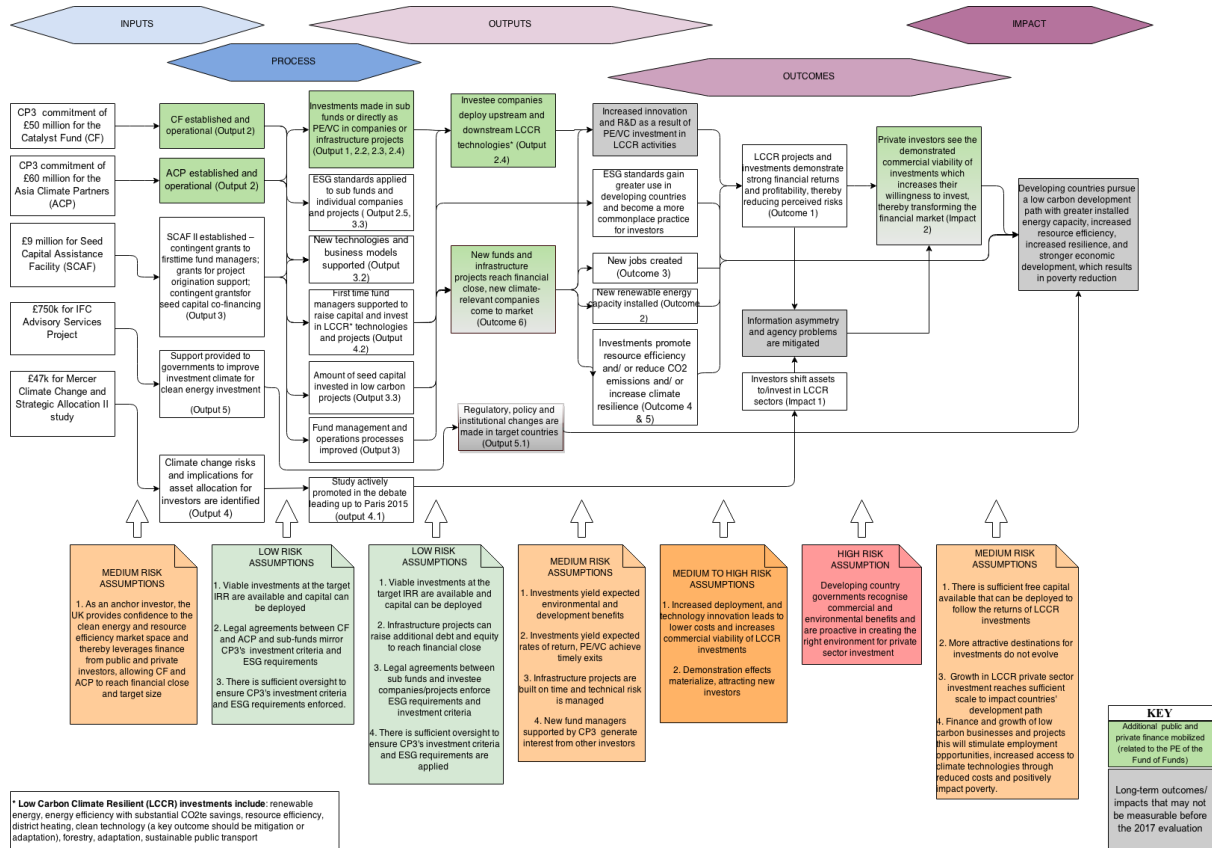 INPUTS
OUTPUTS
IMPACT
PROCESS
OUTCOMES
CP3 commitment of
£50 million for the
Catalyst Fund (CF)
CP3 commitment of
£60 million for the
Asia Climate Partners
(ACP)
£9 million for Seed
Capital Assistance
Facility (SCAF)
£750k for IFC
Advisory Services
Project
£47k for Mercer
Climate Change and
Strategic Allocation II
study
CF established and
operational (Output 2)
ACP established and
operational (Output 2)
SCAF II established –
contingent grants to
firsttime fund managers;
grants for project
origination support;
contingent grantsfor
seed capital co-financing
(Output 3)
Support provided to
governments to improve
investment climate for
clean energy investment
(Output 5)
Climate change risks
and implications for
asset allocation for
investors are identified
(Output 4)
Investments made in sub
funds or directly as
PE/VC in companies or
infrastructure projects
(Output 1, 2.2, 2.3, 2.4)
ESG standards applied
to sub funds and
individual companies
and projects ( Output 2.5,
3.3)
New technologies and
business models
supported (Output
3.2)
First time fund
managers supported to
raise capital and invest
in LCCR* technologies
and projects (Output
4.2)
Amount of seed capital
invested in low carbon
projects (Output 3.3)
Fund management and
operations processes
improved (Output 3)
Study actively
promoted in the debate
leading up to Paris 2015
(output 4.1)
Investee companies
deploy upstream and
downstream LCCR
technologies* (Output
2.4)
New funds and
infrastructure
projects reach financial
close, new climate-
relevant companies
come to market
(Outcome 6)
Regulatory, policy and
institutional changes are
made in target countries
(Output 5.1)
Increased innovation
and R&D as a result of
PE/VC investment in
LCCR activities
ESG standards gain
greater use in
developing countries
and become a more
commonplace practice
for investors
New jobs created
(Outcome 3)
New renewable energy
capacity installed (Outcome
2)
Investments promote
resource efficiency
and/ or reduce CO2
emissions and/ or
increase climate
resilience (Outcome 4
& 5)
LCCR projects and
investments demonstrate
strong financial returns
and profitability, thereby
reducing perceived risks
(Outcome 1)
Information asymmetry
and agency problems
are mitigated
Investors shift assets
to/invest in LCCR
sectors (Impact 1)
Private investors see the
demonstrated
commercial viability of
investments which
increases their
willingness to invest,
thereby transforming the
financial market (Impact
2)
Developing countries pursue
a low carbon development
path with greater installed
energy capacity, increased
resource efficiency,
increased resilience, and
stronger economic
development, which results
in poverty reduction
MEDIUM RISK
ASSUMPTIONS
1. As an anchor investor, the
UK provides confidence to the
clean energy and resource
efficiency market space and
thereby leverages finance
from public and private
investors, allowing CF and
ACP to reach financial close
and target size
LOW RISK
ASSUMPTIONS
1. Viable investments at the target
IRR are available and capital can
be deployed
2. Legal agreements between CF
and ACP and sub-funds mirror
CP3's investment criteria and
ESG requirements
3. There is sufficient oversight to
ensure CP3's investment criteria
and ESG requirements enforced.
LOW RISK
ASSUMPTIONS
1. Viable investments at the
target IRR are available and
capital can be deployed
2. Infrastructure projects can
raise additional debt and equity
to reach financial close
3. Legal agreements between
sub funds and investee
companies/projects enforce
ESG requirements and
investment criteria
4. There is sufficient oversight to
ensure CP3's investment criteria
and ESG requirements are
applied
MEDIUM RISK
ASSUMPTIONS
1. Investments yield expected
environmental and
development benefits
2. Investments yield expected
rates of return, PE/VC achieve
timely exits
3. Infrastructure projects are
built on time and technical risk
is managed
4. New fund managers
supported by CP3 generate
interest from other investors
MEDIUM TO HIGH RISK
ASSUMPTIONS
1. Increased deployment, and
technology innovation leads to
lower costs and increases
commercial viability of LCCR
investments
2. Demonstration effects
materialize, attracting new
investors
HIGH RISK
ASSUMPTION
Developing country
governments recognise
commercial and
environmental benefits and
are proactive in creating the
right environment for private
sector investment
MEDIUM RISK
ASSUMPTIONS
1. There is sufficient free capital
available that can be deployed to
follow the returns of LCCR
investments
2. More attractive destinations for
investments do not evolve
3. Growth in LCCR private sector
investment reaches sufficient
scale to impact countries'
development path
4. Finance and growth of low
carbon businesses and projects
this will stimulate employment
opportunities, increased access to
climate technologies through
reduced costs and positively
impact poverty.
KEY
Additional public and
private finance mobilized
(related to the PE of the
Fund of Funds)
Long-term outcomes/
impacts that may not
be measurable before
the 2017 evaluation
* Low Carbon Climate Resilient (LCCR) investments include: renewable
energy, energy efficiency with substantial CO2te savings, resource efficiency,
district heating, clean technology (a key outcome should be mitigation or
adaptation), forestry, adaptation, sustainable public transport